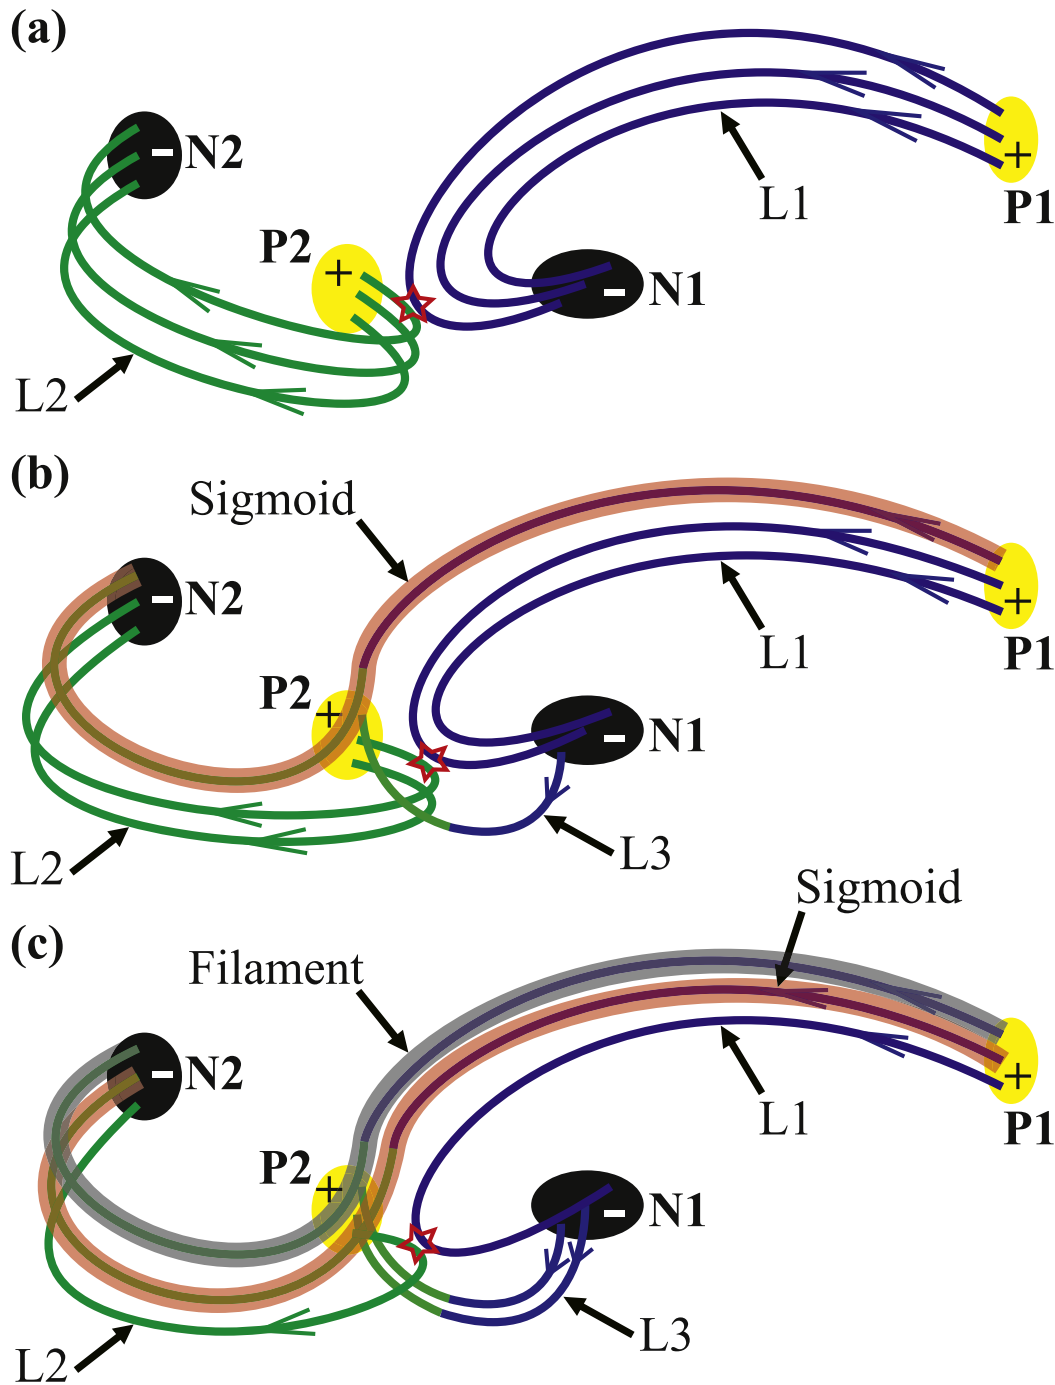 (a)
N2
P2
+
L1
+
P1
N1
L2
(b)
Sigmoid
N2
P2
+
L1
+
P1
N1
L3
L2
Sigmoid
(c)
Filament
N2
P2
+
L1
+
P1
N1
L3
L2